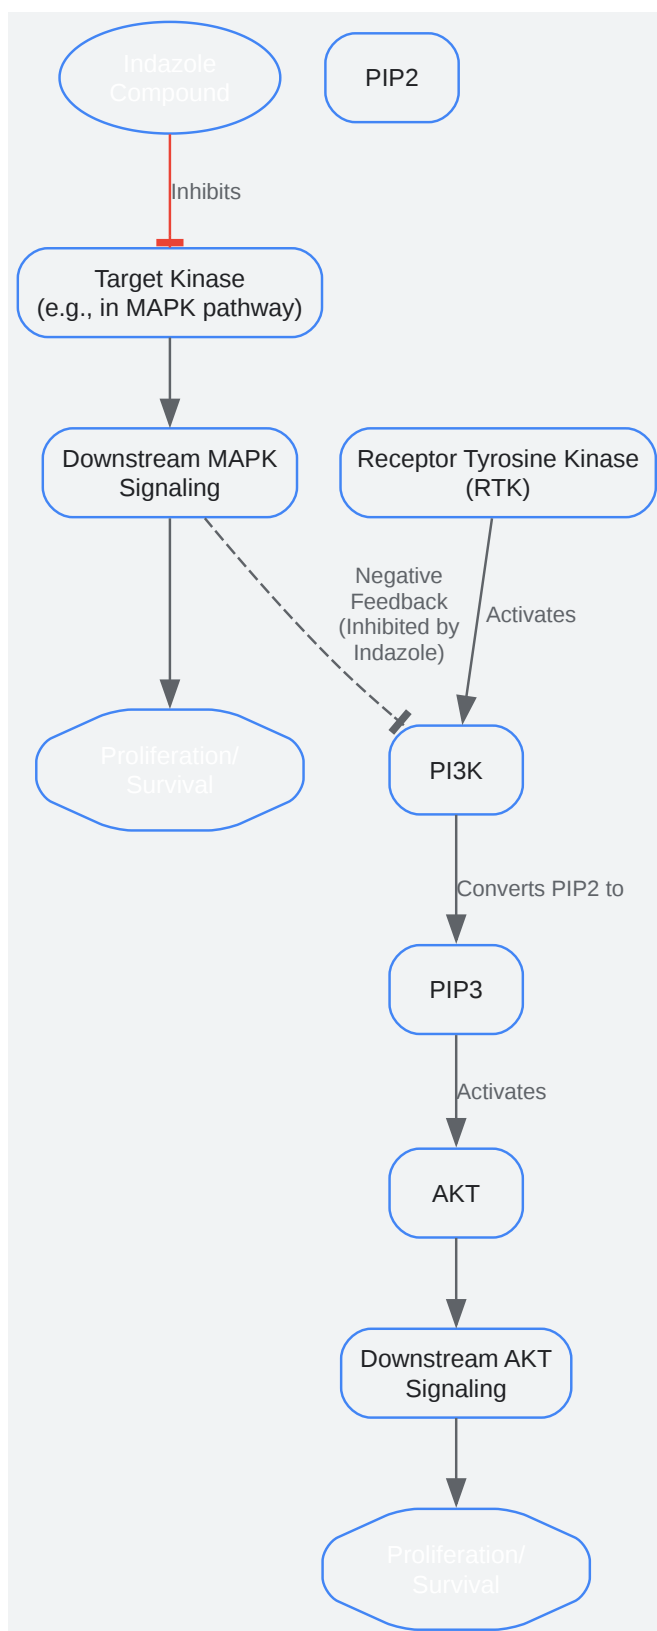 Indazole
Compound
PIP2
Inhibits
Target Kinase
(e.g., in MAPK pathway)
Downstream MAPK
Signaling
Receptor Tyrosine Kinase
(RTK)
Negative
Feedback
(Inhibited by
Indazole)
Activates
Proliferation/
Survival
PI3K
Converts PIP2 to
PIP3
Activates
AKT
Downstream AKT
Signaling
Proliferation/
Survival